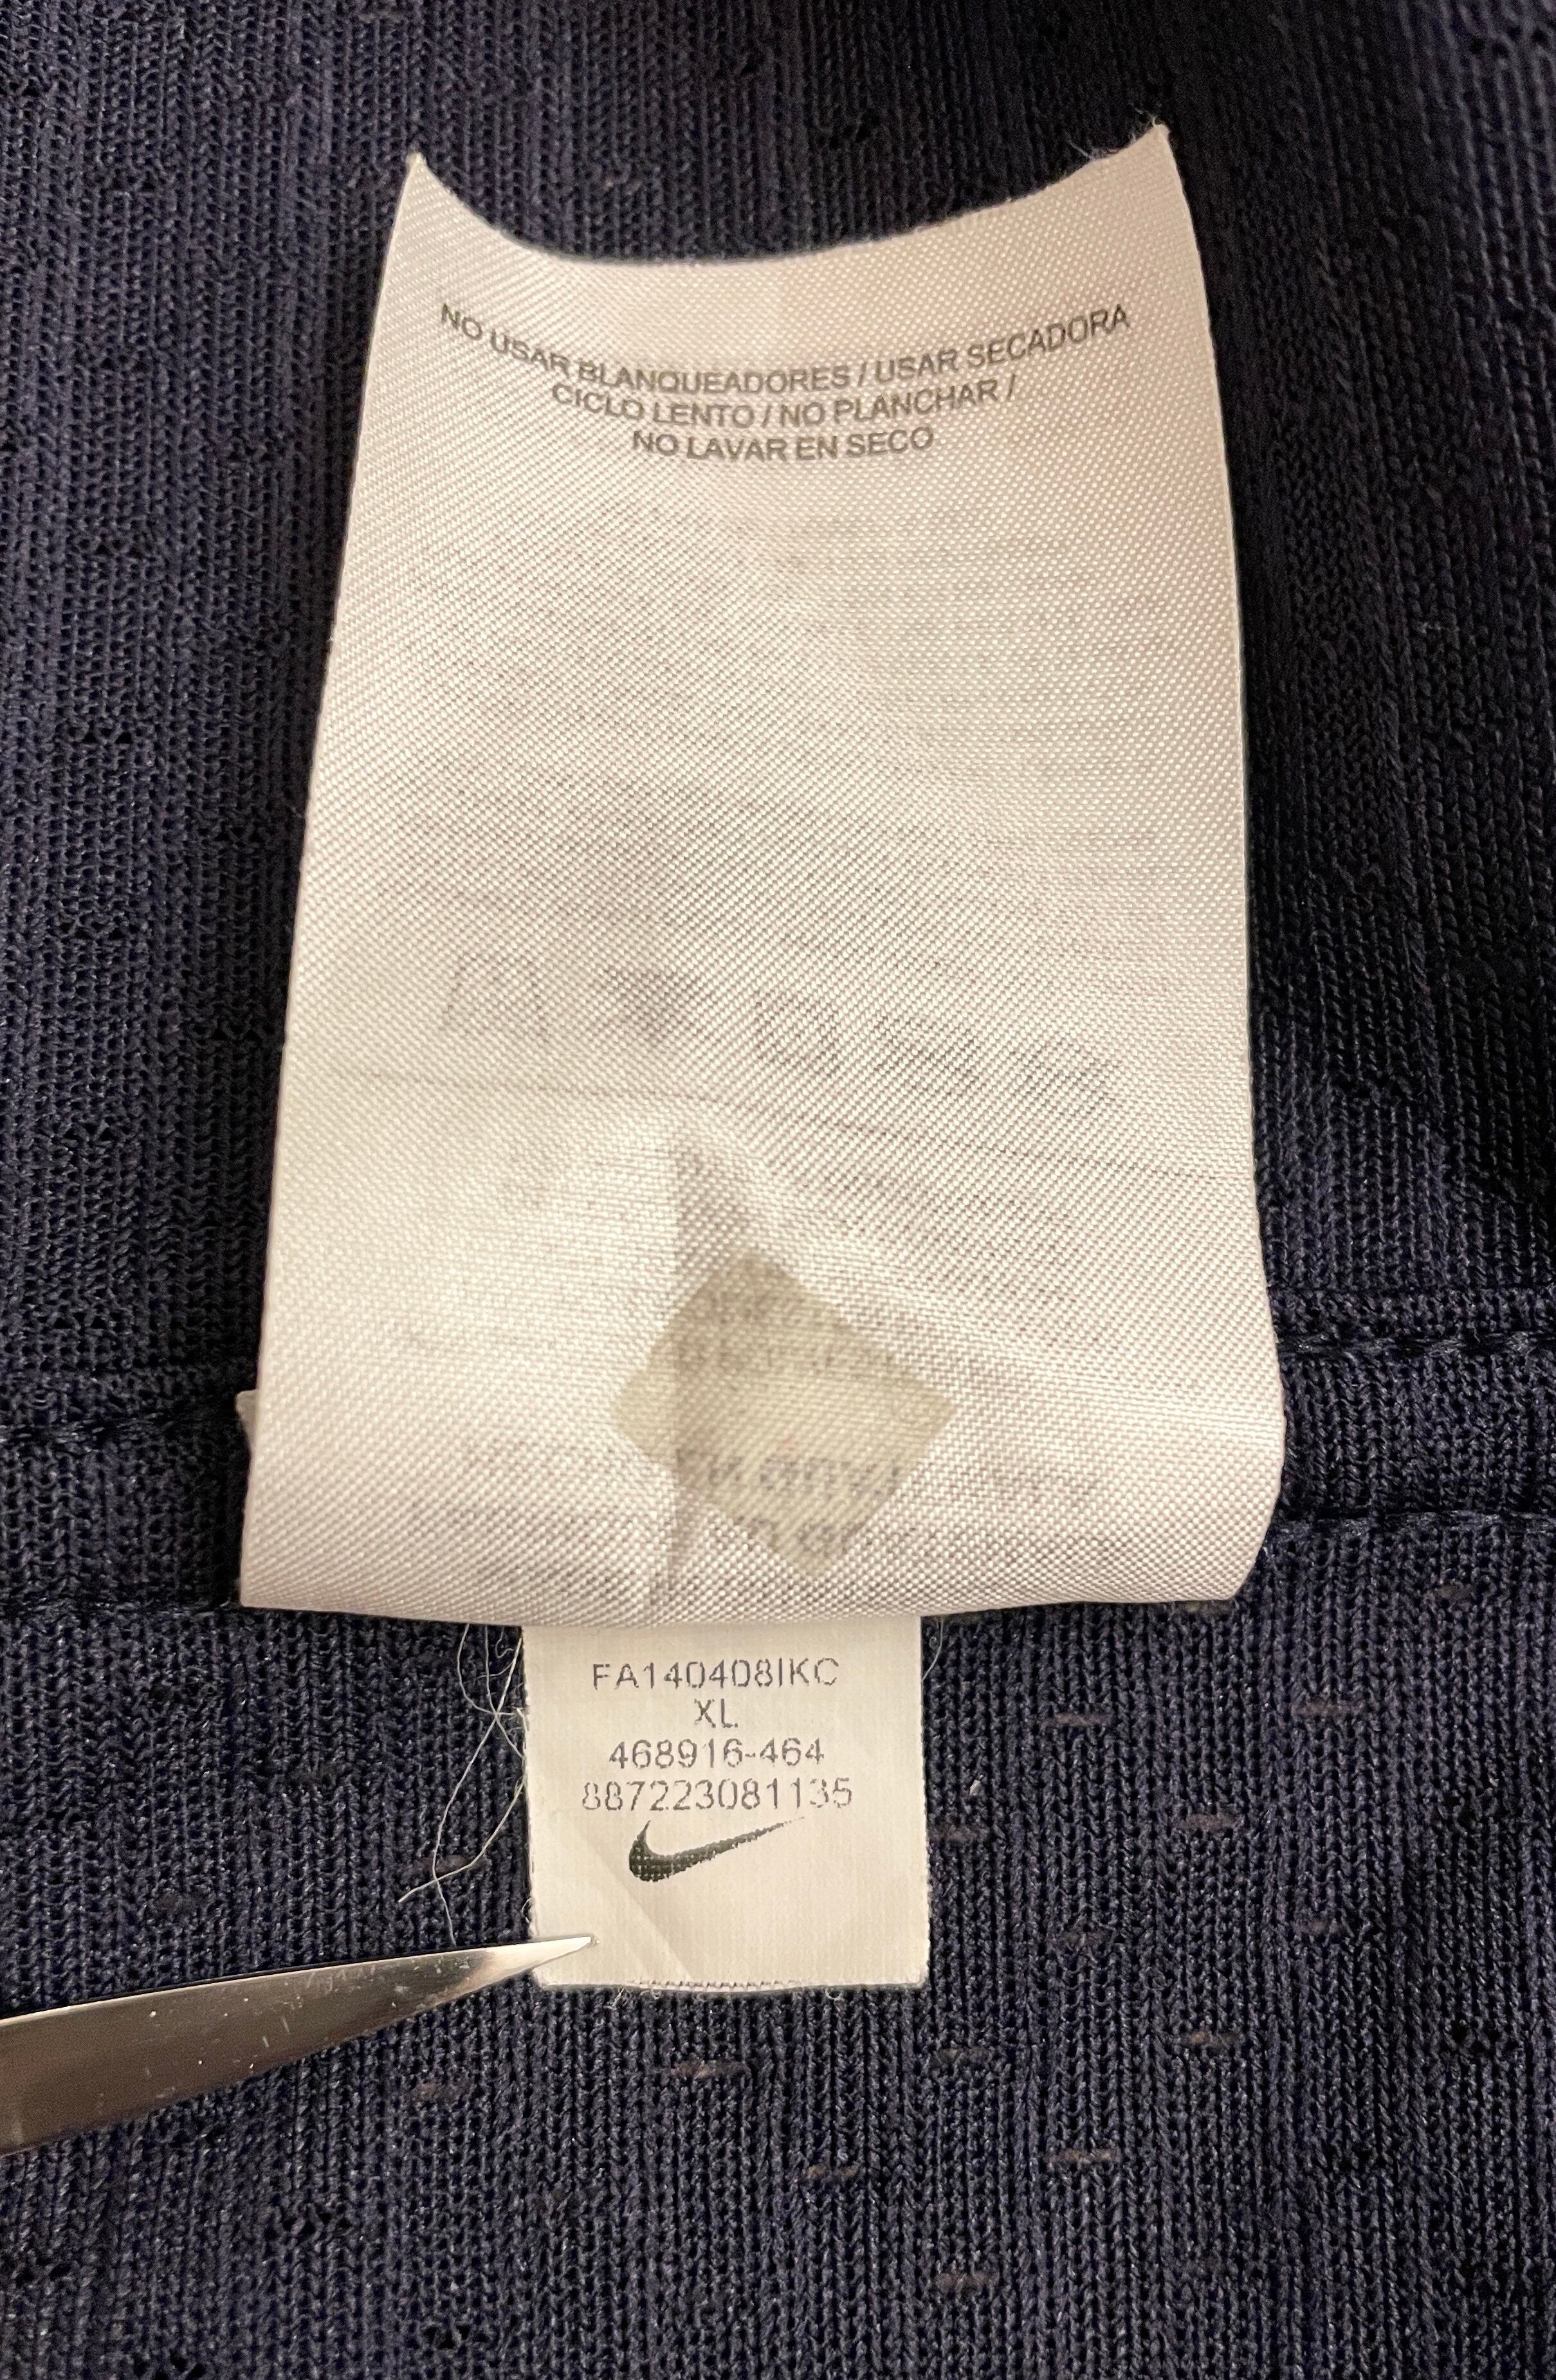 NO USAR BLANQUEADORES / USAR SECADORA
CICLO LENTO / NO PLANCHAR /
NO LAVAR EN SECO
FA140408IKC
XL
468916-464
887223081135